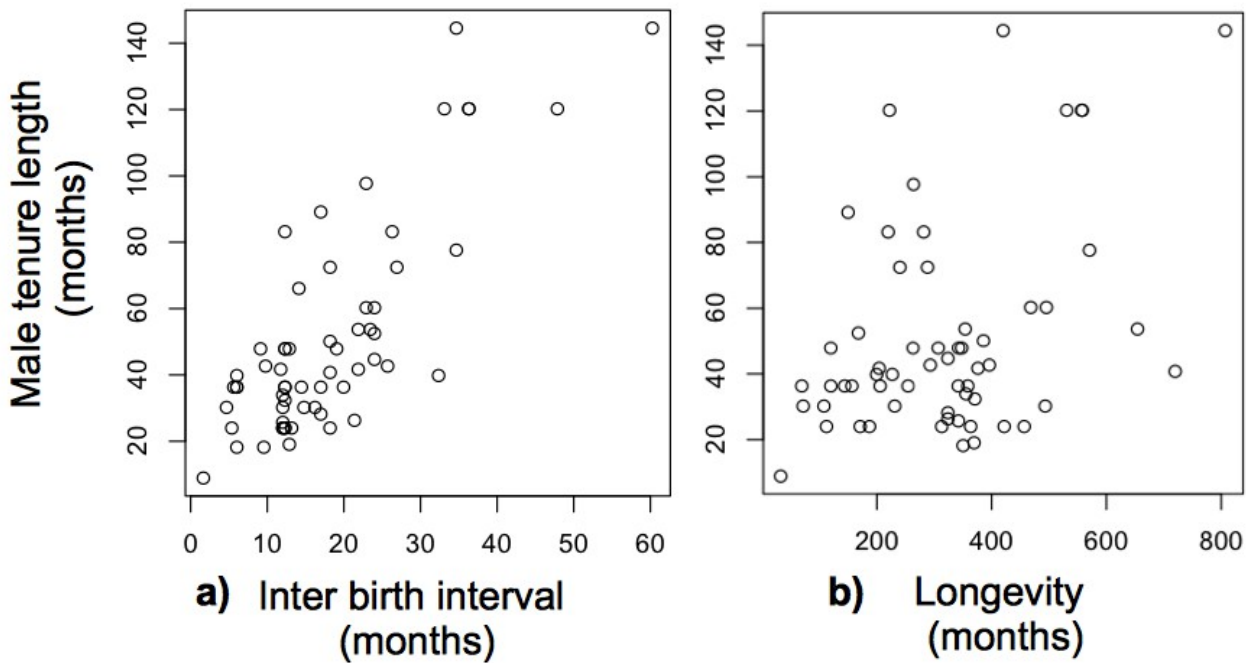 Male tenure length
(months)
140
120
100
80
60
40
20
0 10 20 30 40 50 60
a) Inter birth interval
(months)
140
120
100
80
60
40
20
200 400 600 800
b) Longevity
(months)